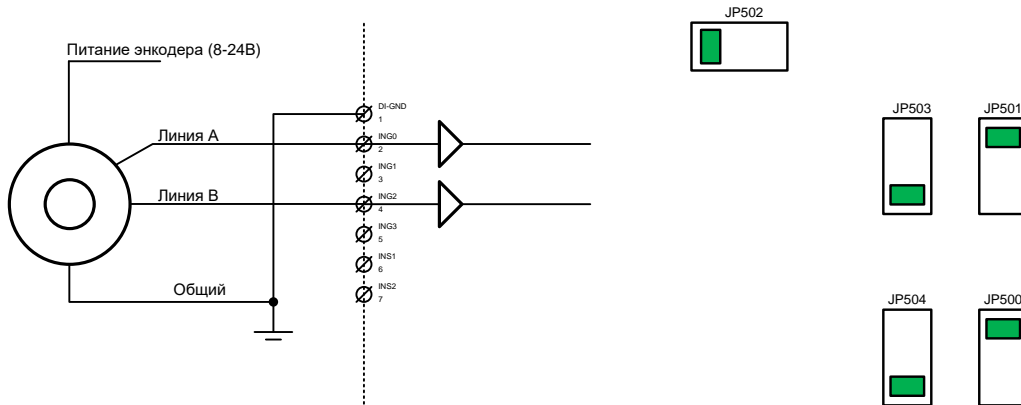 JP502
Питание энкодера (8-24В)
DI-GND
1
JP503
JP501
Линия А
ING0
2
ING1
3
Линия В
ING2
4
ING3
5
INS1
6
Общий
INS2
7
JP504
JP500